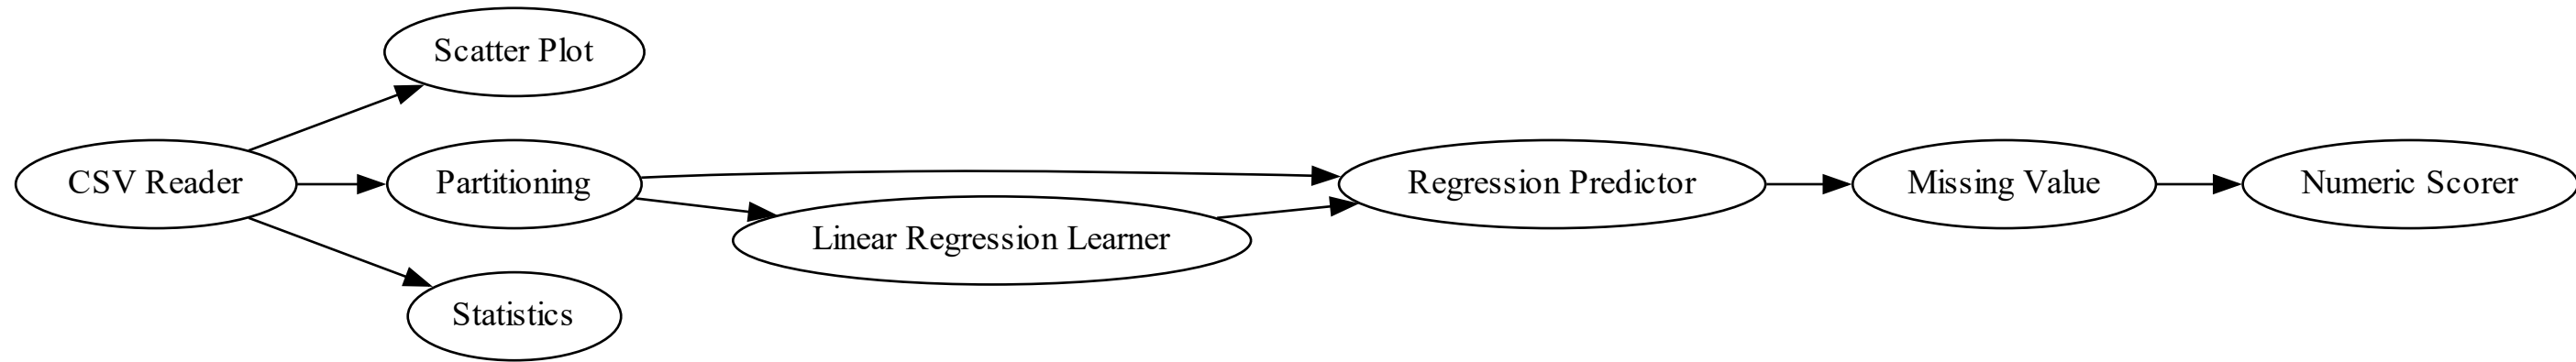 Scatter Plot
CSV Reader
Partitioning
Regression Predictor
Missing Value
Numeric Scorer
Linear Regression Learner
Statistics